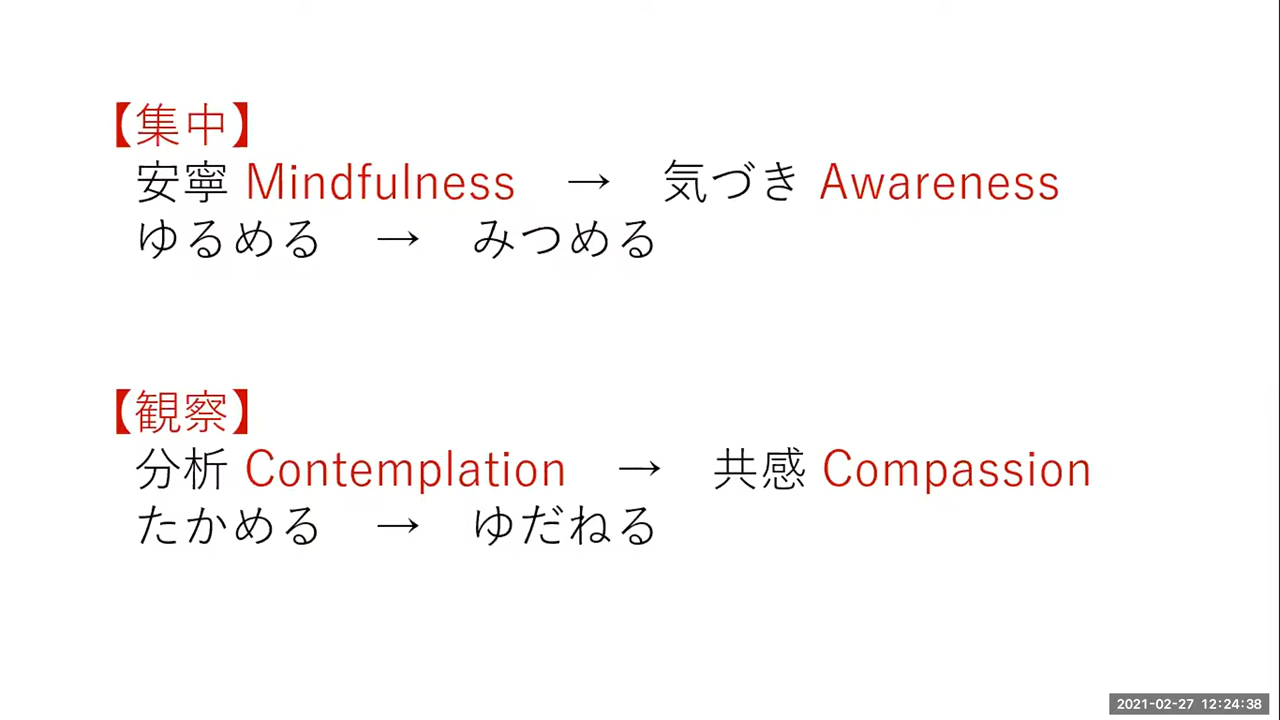 【集中】
安寧 Mindfulness → 気づき Awareness
ゆるめる → みつめる
【観察】
分析 Contemplation → 共感 Compassion
たかめる → ゆだねる
2021-02-27 12:24:38